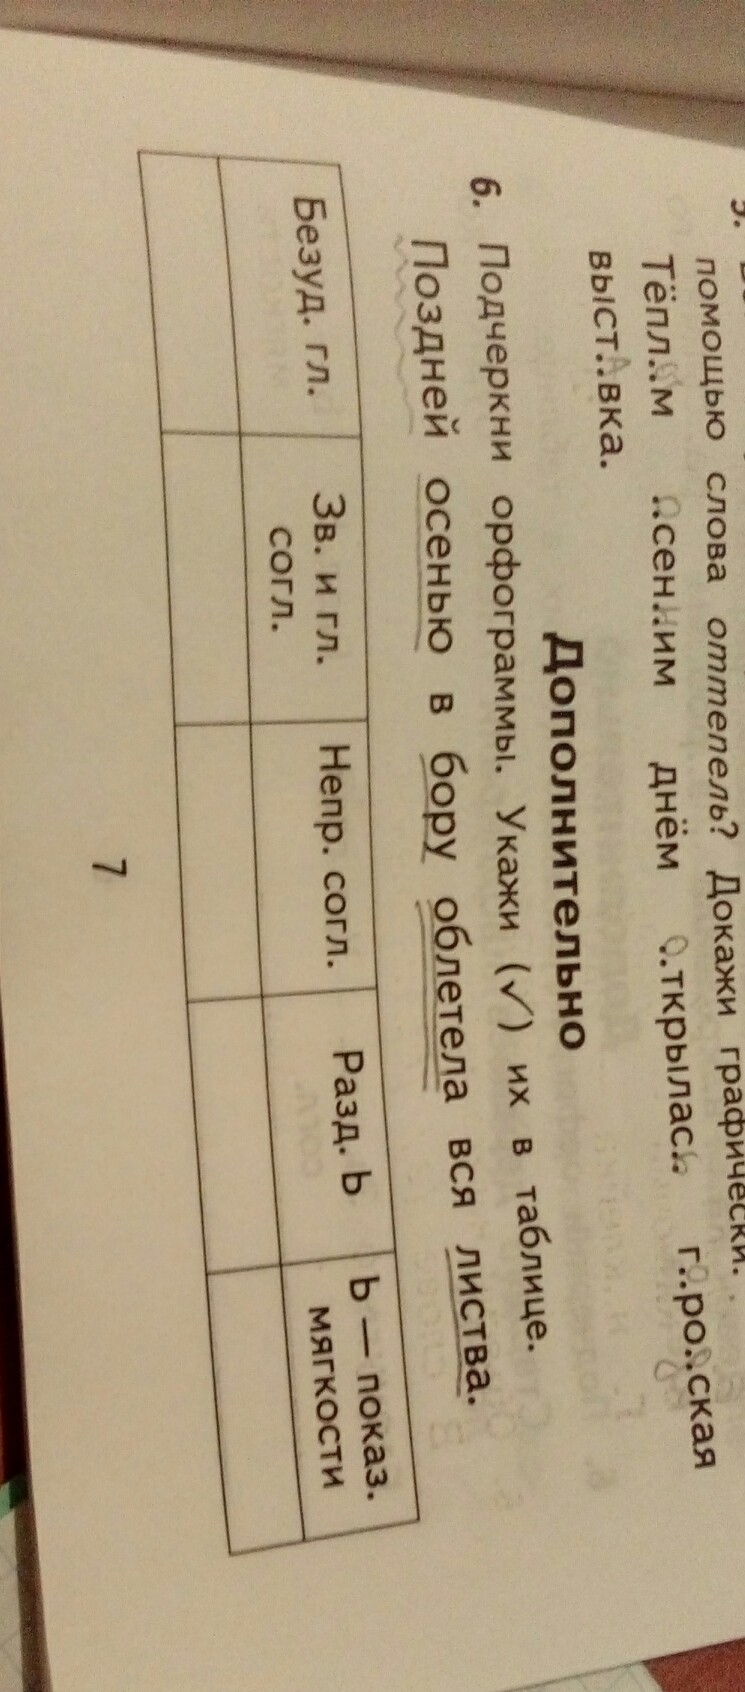 5.
помощью слова оттепель? Докажи графически.
Тёпл..м ..сен..им днём ..ткрылас.. г..ро..ская
выст..вка.
Дополнительно
6. Подчеркни орфограммы. Укажи (✓) их в таблице.
Поздней осенью в бору облетела вся листва.
Безуд. гл. Зв. и гл. согл. Непр. согл. Разд. Ь Ь — показ. мягкости
7